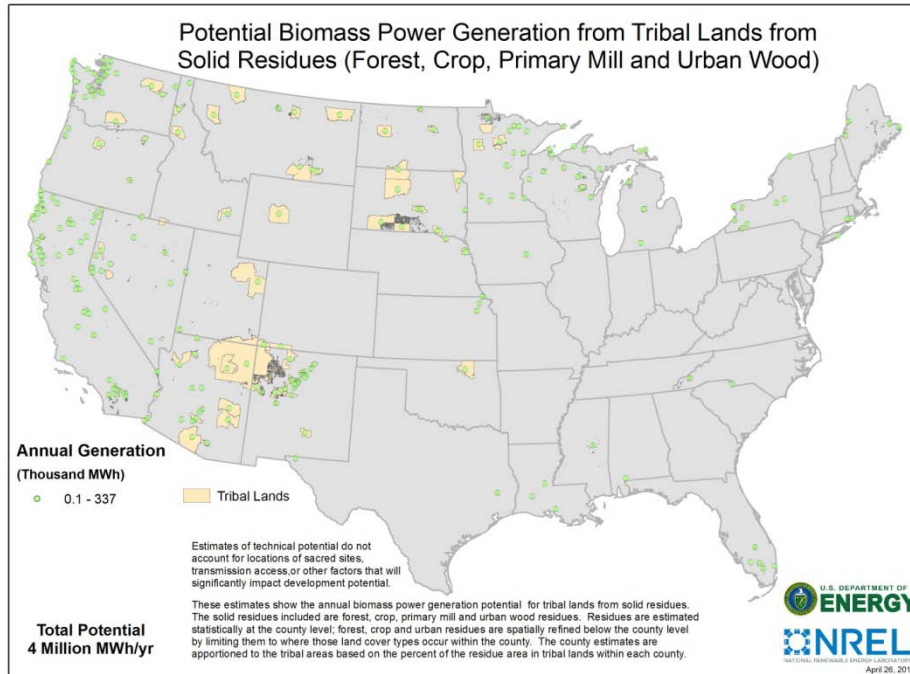 Potential Biomass Power Generation from Tribal Lands from
Solid Residues (Forest, Crop, Primary Mill and Urban Wood)
Annual Generation
(Thousand MWh)
0.1 - 337
Tribal Lands
Estimates of technical potential do not
account for locations of sacred sites,
transmission access,or other factors that will
significantly impact development potential.
These estimates show the annual biomass power generation potential for tribal lands from solid residues.
The solid residues included are forest, crop, primary mill and urban wood residues. Residues are estimated
statistically at the county level; forest, crop and urban residues are spatially refined below the county level
by limiting them to where those land cover types occur within the county. The county estimates are
apportioned to the tribal areas based on the percent of the residue area in tribal lands within each county.
Total Potential
4 Million MWh/yr
U.S. DEPARTMENT OF
ENERGY
NREL
NATIONAL RENEWABLE ENERGY LABORATORY
April 26, 201